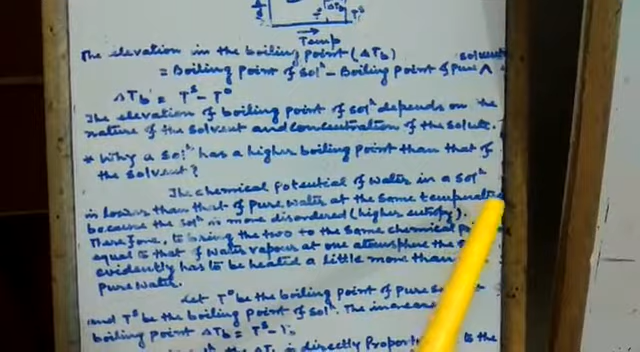 Temp
The elevation in the boiling point (ΔTb)
solvent
= Boiling point of Solⁿ - Boiling point of Pure ∧
ΔTb = Tˢ - T⁰
The elevation of boiling point of Solⁿ depends on the
nature of the Solvent and concentration of the Solute.
* Why a Solⁿ has a higher boiling point than that of
the solvent?
The chemical potential of water in a Solⁿ
is lower than that of pure water at the same temperature
because the Solⁿ is more disordered (higher entropy).
Therefore, to bring the two to the same chemical
equal to that of water vapour at one atmosphere the
evidently has to be heated a little more than
pure water.
Let T⁰ be the boiling point of pure
and Tˢ be the boiling point of Solⁿ. The increase
boiling point ΔTb = Tˢ -
is directly the